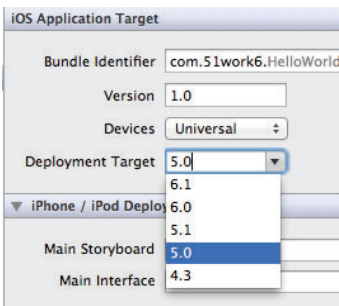 iOS Application Target
Bundle Identifier com.51work6.HelloWorld
Version 1.0
Devices Universal
Deployment Target 5.0
6.1
6.0
5.1
5.0
4.3
iPhone / iPod Deplo
Main Storyboard
Main Interface